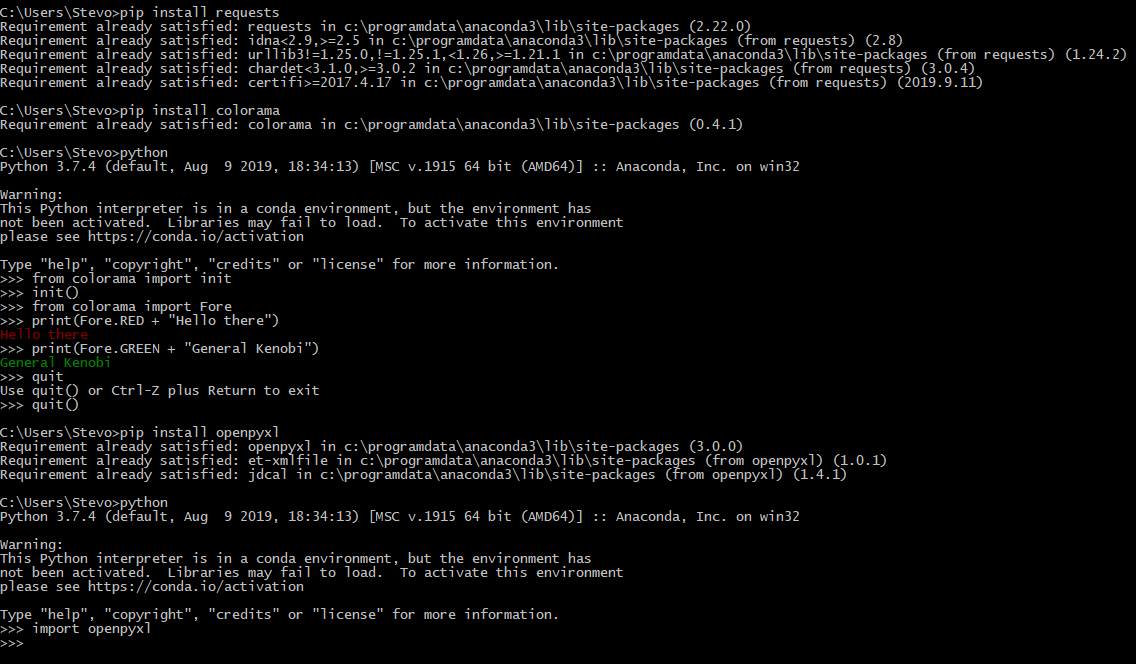 C:\Users\Stevo>pip install requests
Requirement already satisfied: requests in c:\programdata\anaconda3\lib\site-packages (2.22.0)
Requirement already satisfied: idna<2.9,>=2.5 in c:\programdata\anaconda3\lib\site-packages (from requests) (2.8)
Requirement already satisfied: urllib3!=1.25.0,!=1.25.1,<1.26,>=1.21.1 in c:\programdata\anaconda3\lib\site-packages (from requests) (1.24.2)
Requirement already satisfied: chardet<3.1.0,>=3.0.2 in c:\programdata\anaconda3\lib\site-packages (from requests) (3.0.4)
Requirement already satisfied: certifi>=2017.4.17 in c:\programdata\anaconda3\lib\site-packages (from requests) (2019.9.11)
C:\Users\Stevo>pip install colorama
Requirement already satisfied: colorama in c:\programdata\anaconda3\lib\site-packages (0.4.1)
C:\Users\Stevo>python
Python 3.7.4 (default, Aug  9 2019, 18:34:13) [MSC v.1915 64 bit (AMD64)] :: Anaconda, Inc. on win32
Warning:
This Python interpreter is in a conda environment, but the environment has
not been activated.  Libraries may fail to load.  To activate this environment
please see https://conda.io/activation
Type "help", "copyright", "credits" or "license" for more information.
>>> from colorama import init
>>> init()
>>> from colorama import Fore
>>> print(Fore.RED + "Hello there")
Hello there
>>> print(Fore.GREEN + "General Kenobi")
General Kenobi
>>> quit
Use quit() or Ctrl-Z plus Return to exit
>>> quit()
C:\Users\Stevo>pip install openpyxl
Requirement already satisfied: openpyxl in c:\programdata\anaconda3\lib\site-packages (3.0.0)
Requirement already satisfied: et-xmlfile in c:\programdata\anaconda3\lib\site-packages (from openpyxl) (1.0.1)
Requirement already satisfied: jdcal in c:\programdata\anaconda3\lib\site-packages (from openpyxl) (1.4.1)
C:\Users\Stevo>python
Python 3.7.4 (default, Aug  9 2019, 18:34:13) [MSC v.1915 64 bit (AMD64)] :: Anaconda, Inc. on win32
Warning:
This Python interpreter is in a conda environment, but the environment has
not been activated.  Libraries may fail to load.  To activate this environment
please see https://conda.io/activation
Type "help", "copyright", "credits" or "license" for more information.
>>> import openpyxl
>>>